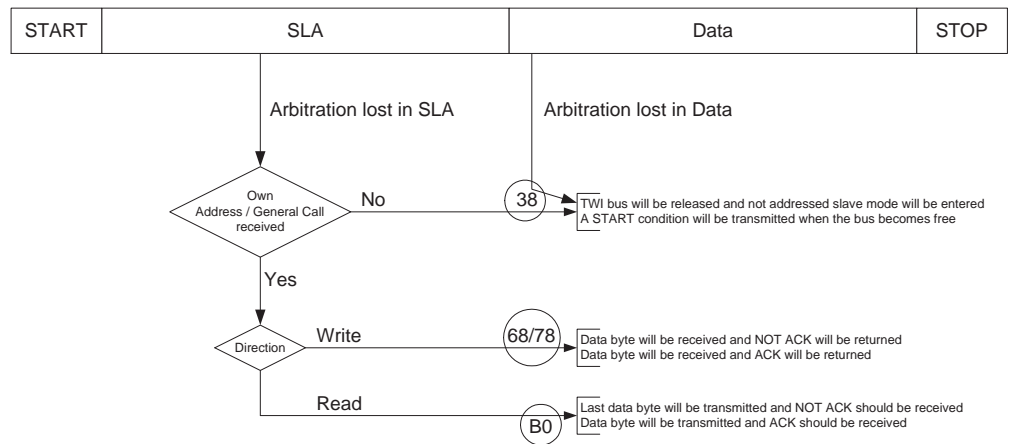 START
SLA
Data
STOP
Arbitration lost in SLA
Arbitration lost in Data
Own
Address / General Call
received
No
38
TWI bus will be released and not addressed slave mode will be entered
A START condition will be transmitted when the bus becomes free
Yes
Direction
Write
68/78
Data byte will be received and NOT ACK will be returned
Data byte will be received and ACK will be returned
Read
B0
Last data byte will be transmitted and NOT ACK should be received
Data byte will be transmitted and ACK should be received